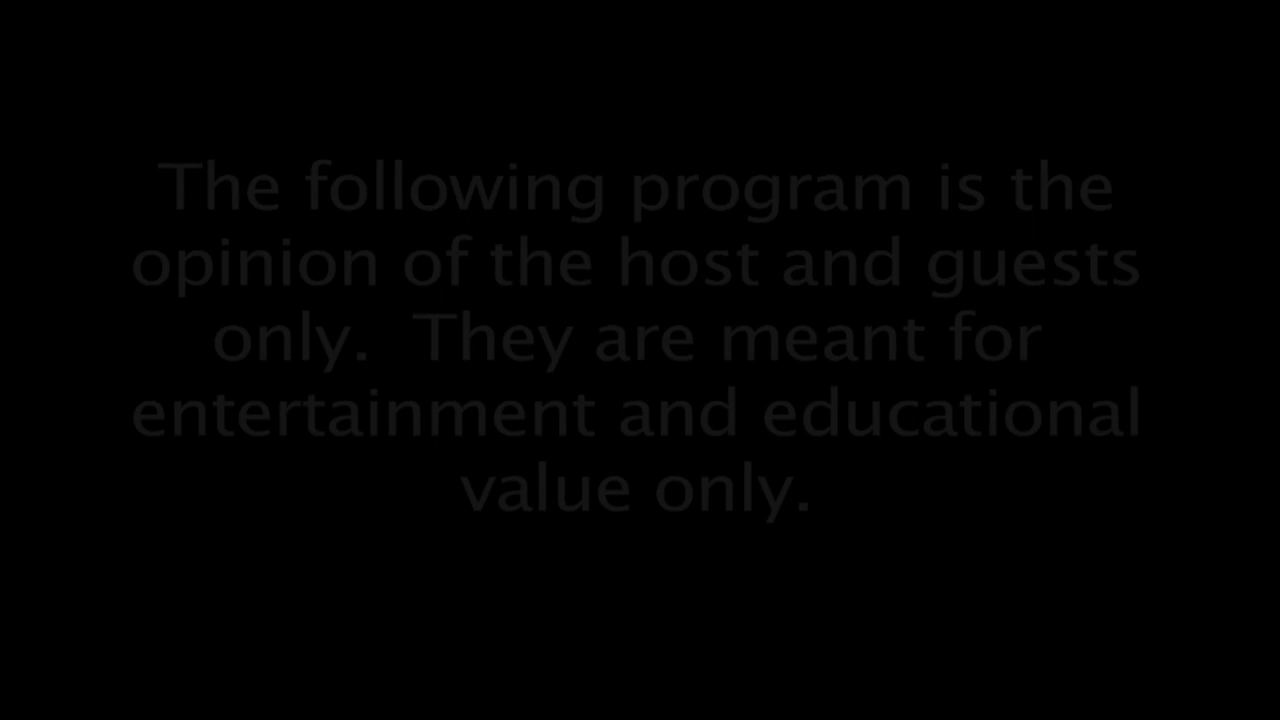 The following program is the
opinion of the host and guests
only.  They are meant for
entertainment and educational
value only.